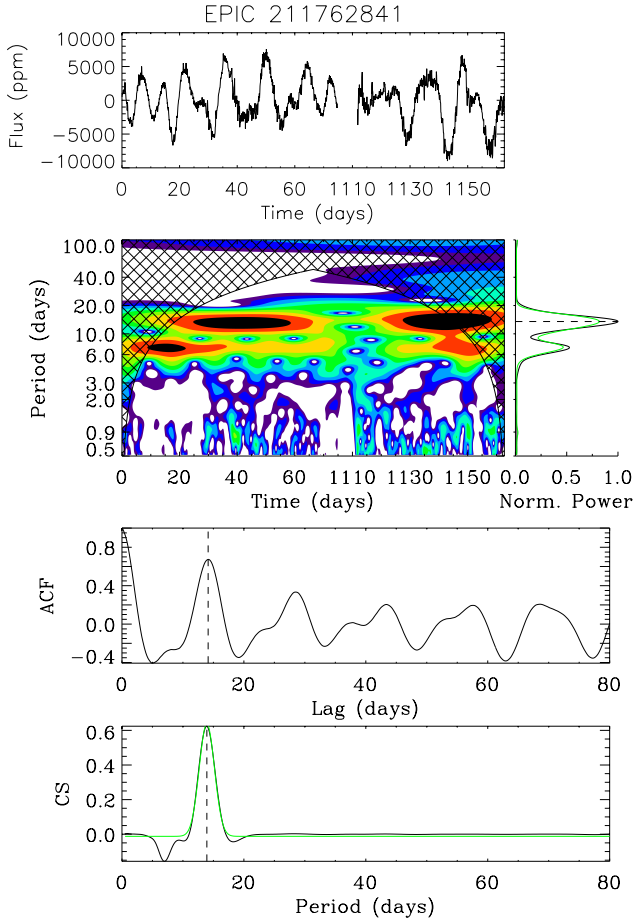 EPIC 211762841
10000
5000
0
−5000
−10000
Flux (ppm)
0 20 40 60 1110 1130 1150
Time (days)
100.0
40.0
20.0
10.0
6.0
3.0
2.0
0.9
0.5
Period (days)
0 20 40 60 1110 1130 1150
Time (days)
0.0 0.5 1.0
Norm. Power
0.8
0.4
0.0
−0.4
ACF
0 20 40 60 80
Lag (days)
0.6
0.4
0.2
0.0
CS
0 20 40 60 80
Period (days)